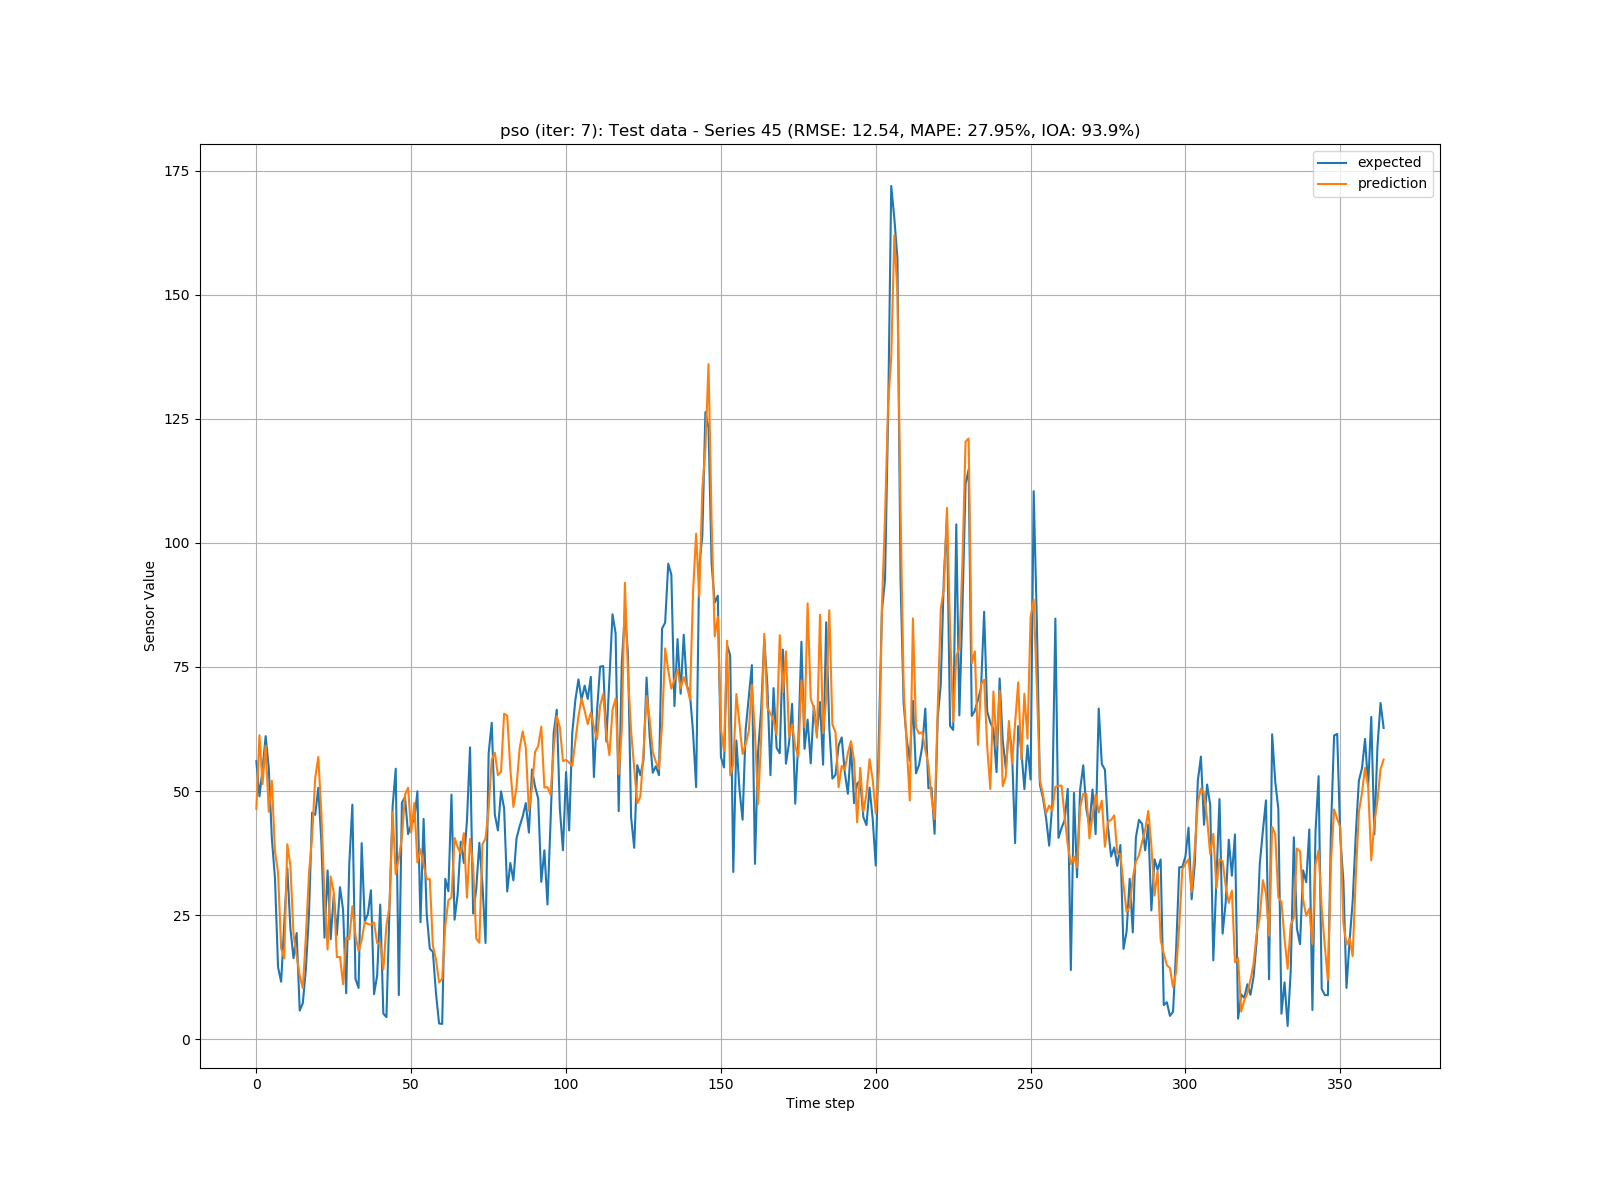 pso (iter: 7): Test data - Series 45 (RMSE: 12.54, MAPE: 27.95%, IOA: 93.9%)
expected
prediction
175
150
125
100
75
50
25
0
Sensor Value
0 50 100 150 200 250 300 350
Time step